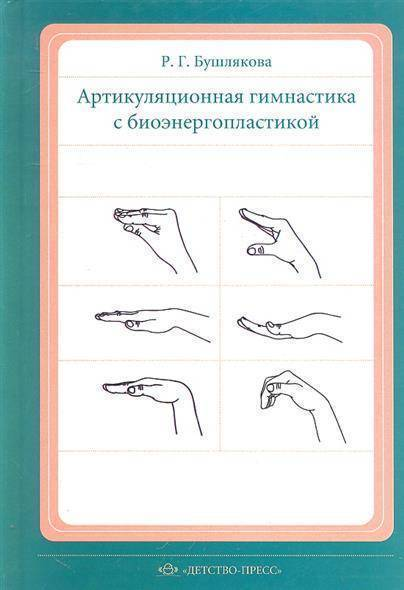 Р. Г. Бушлякова
Артикуляционная гимнастика
с биоэнергопластикой
«ДЕТСТВО-ПРЕСС»